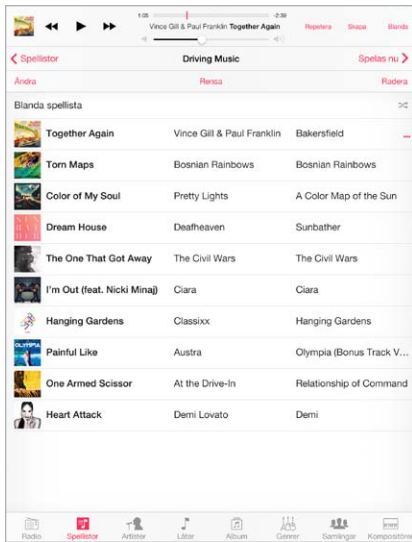 1:05 -2:39
Vince Gill & Paul Franklin Together Again
Repetera Skapa Blanda
Spellistor Driving Music Spelas nu
Ändra Rensa Radera
Blanda spellista
Together Again Vince Gill & Paul Franklin Bakersfield
Torn Maps Bosnian Rainbows Bosnian Rainbows
Color of My Soul Pretty Lights A Color Map of the Sun
Dream House Deafheaven Sunbather
The One That Got Away The Civil Wars The Civil Wars
I'm Out (feat. Nicki Minaj) Ciara Ciara
Hanging Gardens Classixx Hanging Gardens
OLYMPIA
Painful Like Austra Olympia (Bonus Track V...
One Armed Scissor At the Drive-In Relationship of Command
Heart Attack Demi Lovato Demi
Radio Spellistor Artister Låtar Album Genrer Samlingar Kompositörer